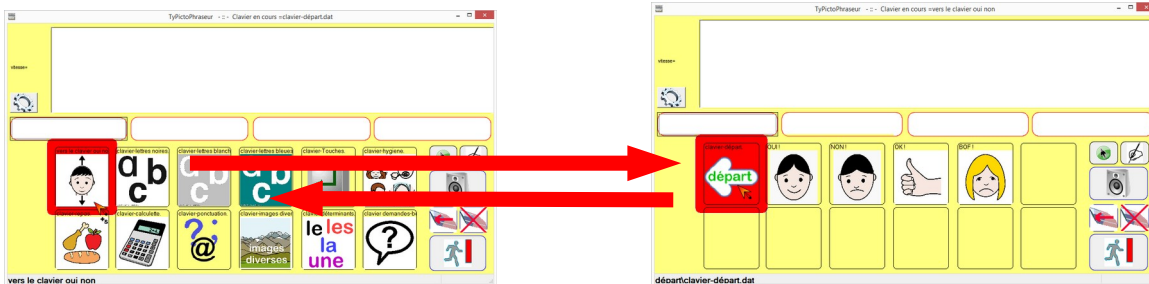 TyPictoPhraseur - :: - Clavier en cours =clavier-départ.dat
vitesse=
vers le clavier oui no
clavier-lettres noires.
clavier-lettres blanch
clavier-lettres bleues
clavier-Touches.
clavier-hygiene.
a b c
a b c
a b c
clavier-calculette.
clavier-ponctuation.
clavier-images diver
déterminants.
clavier demandes-b
? ; @
images diverses
le les la une
?
vers le clavier oui non
TyPictoPhraseur - :: - Clavier en cours =vers le clavier oui non
vitesse=
clavier-départ.
OUI !
NON !
OK !
BOF !
départ
départ\clavier-départ.dat